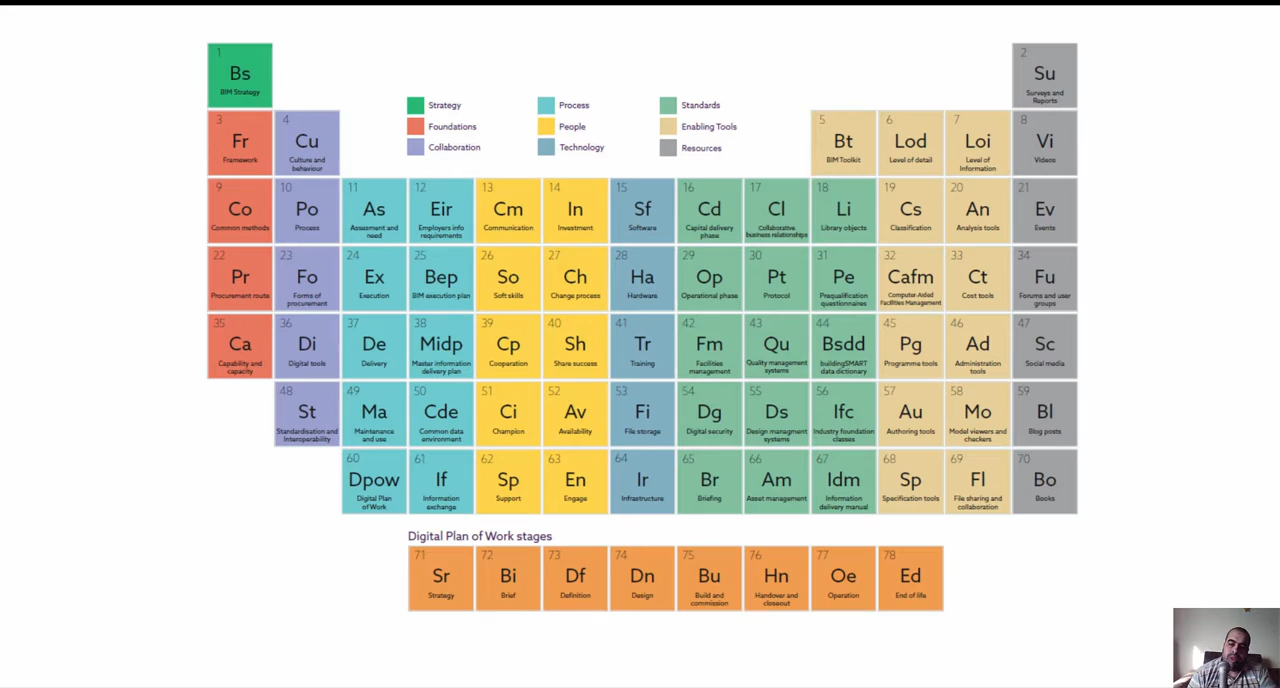 1
Bs
BIM Strategy
2
Su
Surveys and
Reports
Strategy
Process
Standards
Foundations
People
Enabling Tools
Collaboration
Technology
Resources
3
Fr
Framework
4
Cu
Culture and
behaviour
5
Bt
BIM Toolkit
6
Lod
Level of detail
7
Loi
Level of
Information
8
Vi
Videos
9
Co
Common methods
10
Po
Process
11
As
Assesment and
need
12
Eir
Employers info
requirements
13
Cm
Communication
14
In
Investment
15
Sf
Software
16
Cd
Capital delivery
phase
17
Cl
Collaborative
business relationships
18
Li
Library objects
19
Cs
Classification
20
An
Analysis tools
21
Ev
Events
22
Pr
Procurement route
23
Fo
Forms of
procurement
24
Ex
Execution
25
Bep
BIM execution plan
26
So
Soft skills
27
Ch
Change process
28
Ha
Hardware
29
Op
Operational phase
30
Pt
Protocol
31
Pe
Prequalification
questionnaires
32
Cafm
Computer-Aided
Facilities Management
33
Ct
Cost tools
34
Fu
Forums and user
groups
35
Ca
Capability and
capacity
36
Di
Digital tools
37
De
Delivery
38
Midp
Master information
delivery plan
39
Cp
Cooperation
40
Sh
Share success
41
Tr
Training
42
Fm
Facilities
management
43
Qu
Quality management
systems
44
Bsdd
buildingSMART
data dictionary
45
Pg
Programme tools
46
Ad
Administration
tools
47
Sc
Social media
48
St
Standardisation and
Interoperability
49
Ma
Maintenance
and use
50
Cde
Common data
environment
51
Ci
Champion
52
Av
Availability
53
Fi
File storage
54
Dg
Digital security
55
Ds
Design managment
systems
56
Ifc
Industry foundation
classes
57
Au
Authoring tools
58
Mo
Model viewers and
checkers
59
Bl
Blog posts
60
Dpow
Digital Plan
of Work
61
If
Information
exchange
62
Sp
Support
63
En
Engage
64
Ir
Infrastructure
65
Br
Briefing
66
Am
Asset management
67
Idm
Information
delivery manual
68
Sp
Specification tools
69
Fl
File sharing and
collaboration
70
Bo
Books
Digital Plan of Work stages
71
Sr
Strategy
72
Bi
Brief
73
Df
Definition
74
Dn
Design
75
Bu
Build and
commission
76
Hn
Handover and
closeout
77
Oe
Operation
78
Ed
End of life